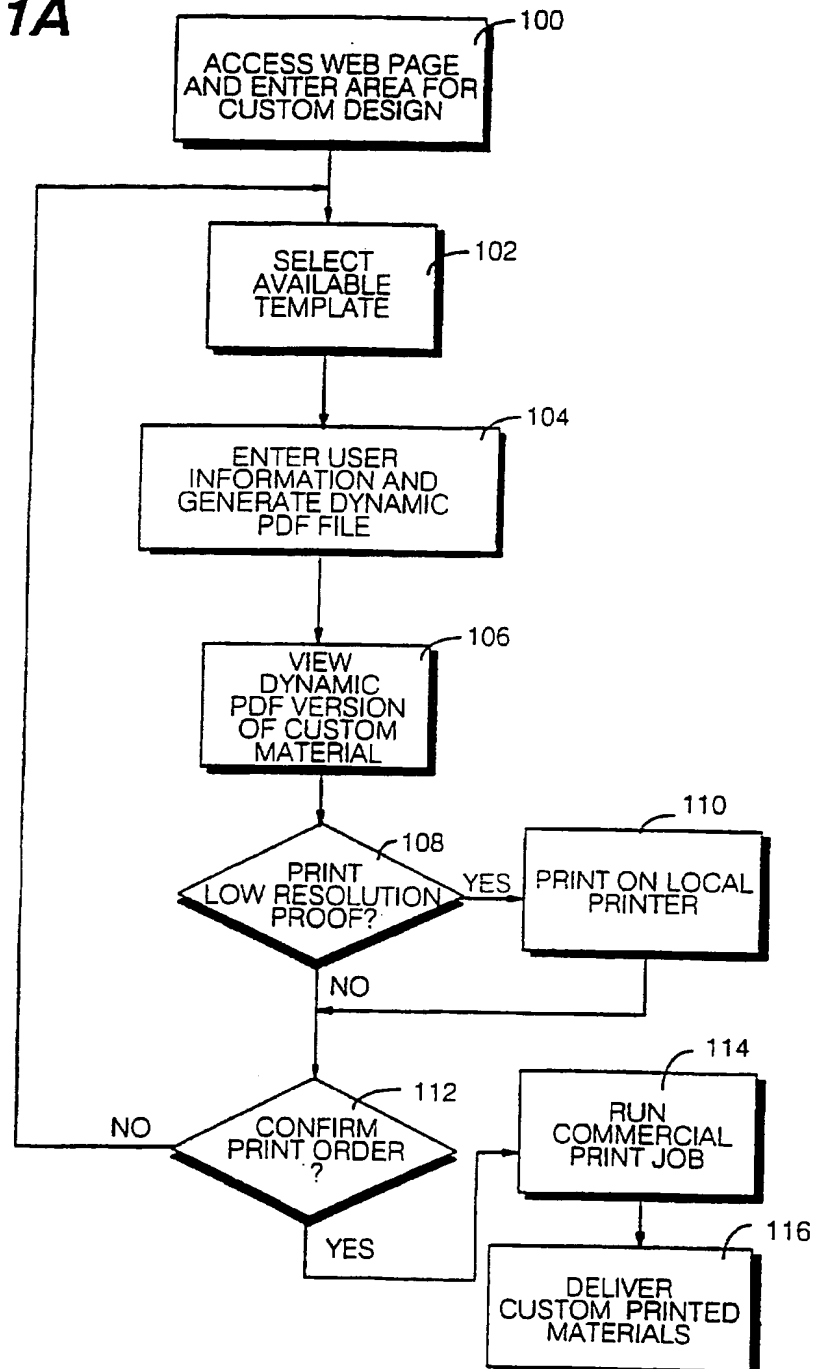 1A
100
ACCESS WEB PAGE
AND ENTER AREA FOR
CUSTOM DESIGN
102
SELECT
AVAILABLE
TEMPLATE
104
ENTER USER
INFORMATION AND
GENERATE DYNAMIC
PDF FILE
106
VIEW
DYNAMIC
PDF VERSION
OF CUSTOM
MATERIAL
108
PRINT
LOW RESOLUTION
PROOF?
YES
110
PRINT ON LOCAL
PRINTER
NO
112
CONFIRM
PRINT ORDER
?
NO
YES
114
RUN
COMMERCIAL
PRINT JOB
116
DELIVER
CUSTOM PRINTED
MATERIALS